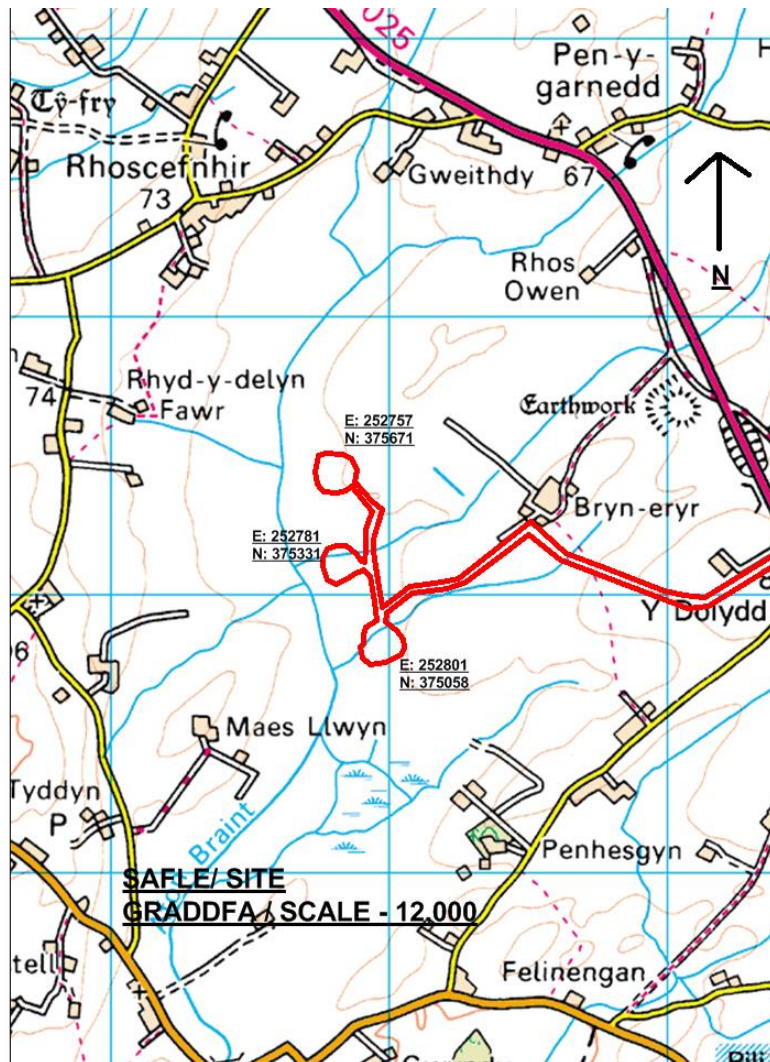 025
Pen-y-
garnedd
H
Tŷ-fry
Rhoscefnhir
73
Gweithdy
67
Rhos
Owen
N
Rhyd-y-delyn
Fawr
74
Earthwork
E: 252757
N: 375671
Bryn-eryr
E: 252781
N: 375331
Y Dolydd
E: 252801
N: 375058
Maes Llwyn
Tyddyn
P
Braint
Penhesgyn
SAFLE/ SITE
GRADDFA / SCALE - 12,000
Felinengan